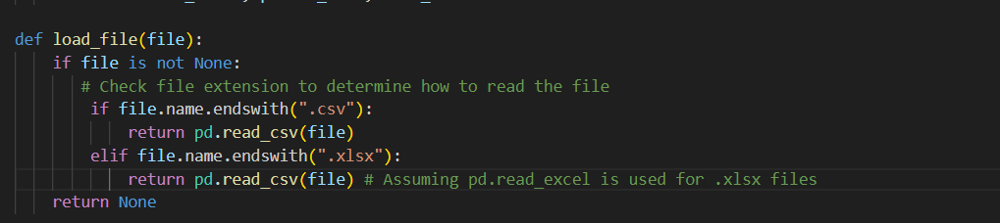 def load_file(file):
if file is not None:
# Check file extension to determine how to read the file
if file.name.endswith(".csv"):
return pd.read_csv(file)
elif file.name.endswith(".xlsx"):
return pd.read_csv(file) # Assuming pd.read_excel is used for .xlsx files
return None